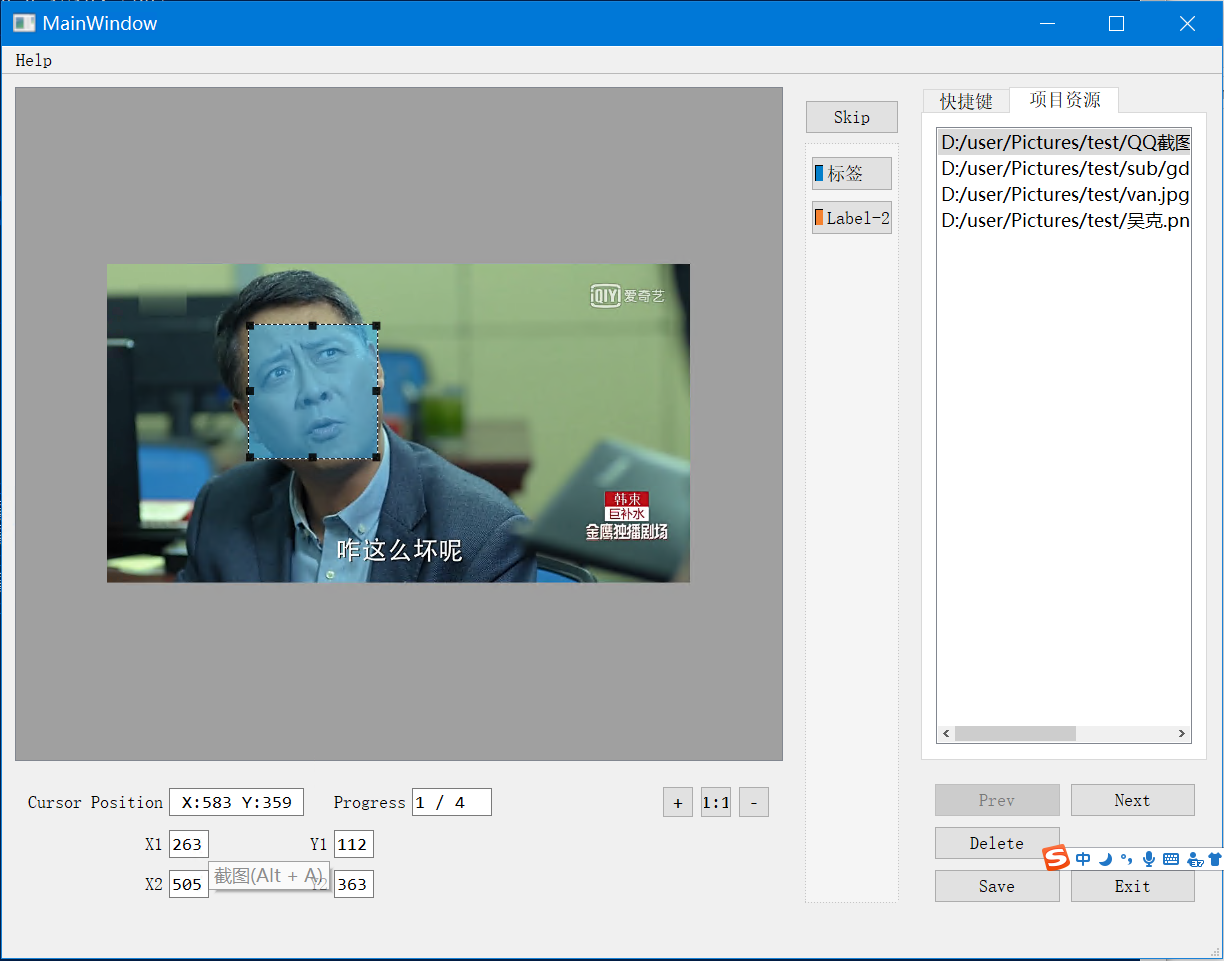 MainWindow
Help
Skip
标签
Label-2
快捷键
项目资源
D:/user/Pictures/test/QQ截图
D:/user/Pictures/test/sub/gd
D:/user/Pictures/test/van.jpg
D:/user/Pictures/test/吴克.pn
iQIYI 爱奇艺
韩束
巨补水
金鹰独播剧场
咋这么坏呢
Cursor Position X:583 Y:359
Progress 1 / 4
+ 1:1 -
X1 263
Y1 112
X2 505
截图(Alt + A)
Y2 363
Prev
Next
Delete
S 中
Save
Exit